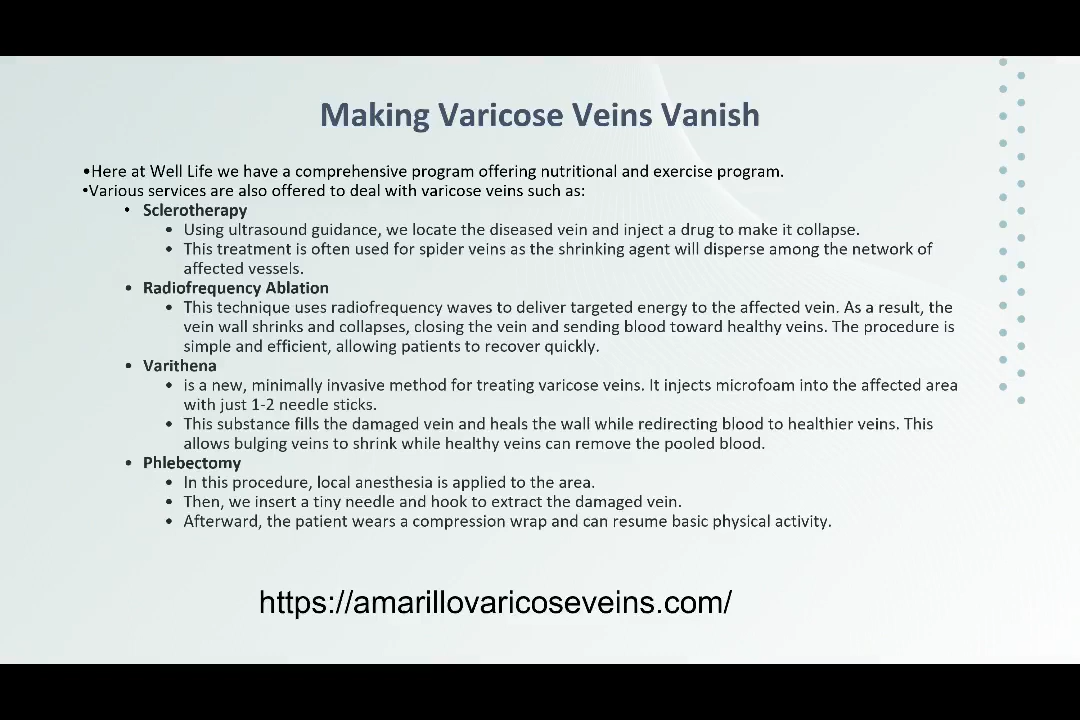 Making Varicose Veins Vanish
•Here at Well Life we have a comprehensive program offering nutritional and exercise program.
•Various services are also offered to deal with varicose veins such as:
• Sclerotherapy
• Using ultrasound guidance, we locate the diseased vein and inject a drug to make it collapse.
• This treatment is often used for spider veins as the shrinking agent will disperse among the network of
affected vessels.
• Radiofrequency Ablation
• This technique uses radiofrequency waves to deliver targeted energy to the affected vein. As a result, the
vein wall shrinks and collapses, closing the vein and sending blood toward healthy veins. The procedure is
simple and efficient, allowing patients to recover quickly.
• Varithena
• is a new, minimally invasive method for treating varicose veins. It injects microfoam into the affected area
with just 1-2 needle sticks.
• This substance fills the damaged vein and heals the wall while redirecting blood to healthier veins. This
allows bulging veins to shrink while healthy veins can remove the pooled blood.
• Phlebectomy
• In this procedure, local anesthesia is applied to the area.
• Then, we insert a tiny needle and hook to extract the damaged vein.
• Afterward, the patient wears a compression wrap and can resume basic physical activity.
https://amarillovaricoseveins.com/